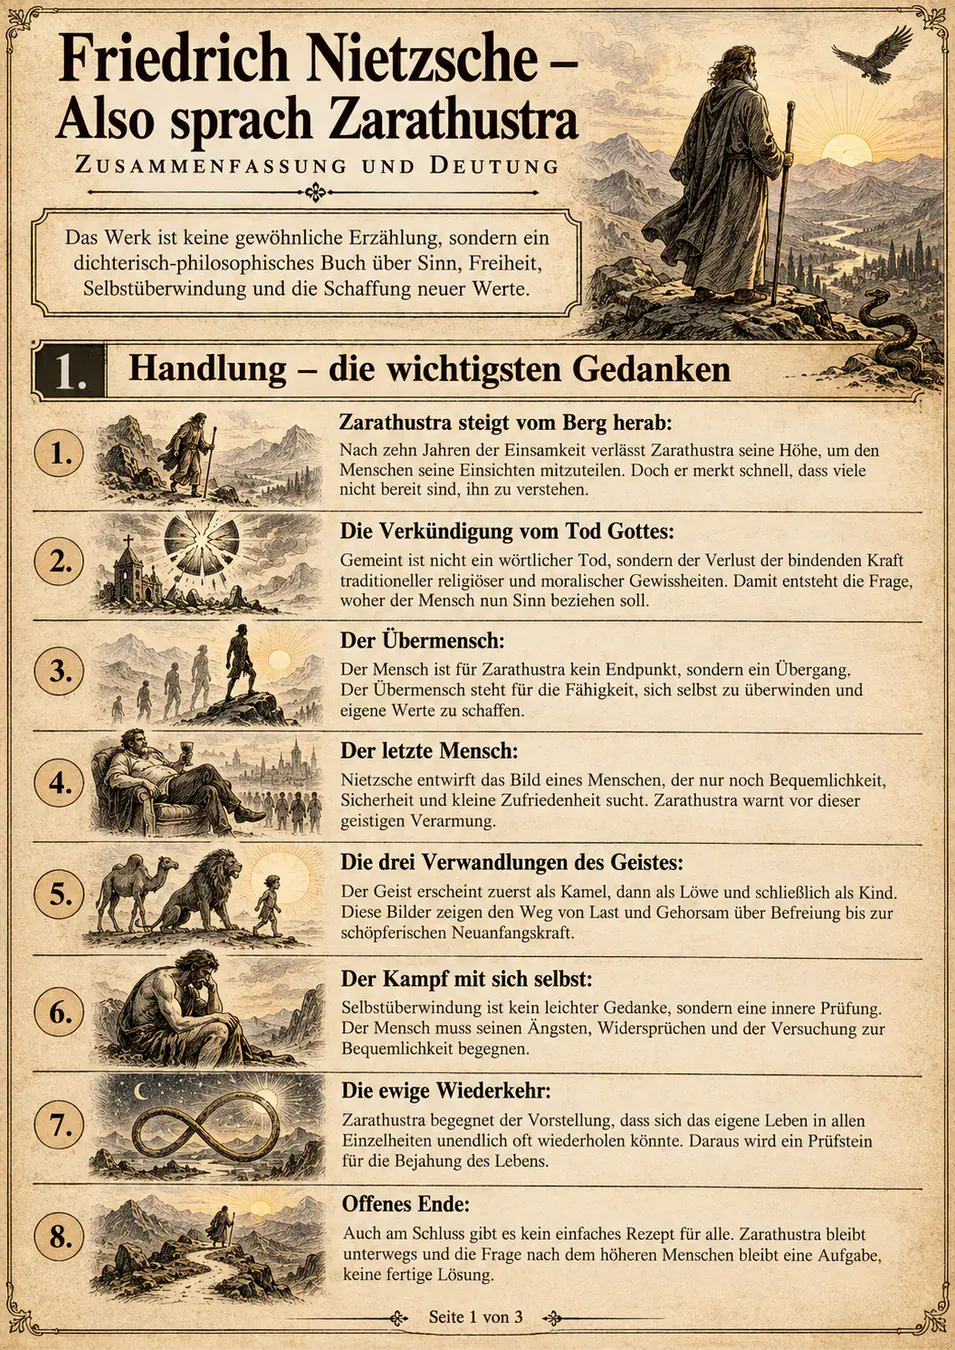 Friedrich Nietzsche –
Also sprach Zarathustra
Zusammenfassung und Deutung
Das Werk ist keine gewöhnliche Erzählung, sondern ein
dichterisch-philosophisches Buch über Sinn, Freiheit,
Selbstüberwindung und die Schaffung neuer Werte.
1. Handlung – die wichtigsten Gedanken
1.
Zarathustra steigt vom Berg herab:
Nach zehn Jahren der Einsamkeit verlässt Zarathustra seine Höhe, um den
Menschen seine Einsichten mitzuteilen. Doch er merkt schnell, dass viele
nicht bereit sind, ihn zu verstehen.
2.
Die Verkündigung vom Tod Gottes:
Gemeint ist nicht ein wörtlicher Tod, sondern der Verlust der bindenden Kraft
traditioneller religiöser und moralischer Gewissheiten. Damit entsteht die Frage,
woher der Mensch nun Sinn beziehen soll.
3.
Der Übermensch:
Der Mensch ist für Zarathustra kein Endpunkt, sondern ein Übergang.
Der Übermensch steht für die Fähigkeit, sich selbst zu überwinden und
eigene Werte zu schaffen.
4.
Der letzte Mensch:
Nietzsche entwirft das Bild eines Menschen, der nur noch Bequemlichkeit,
Sicherheit und kleine Zufriedenheit sucht. Zarathustra warnt vor dieser
geistigen Verarmung.
5.
Die drei Verwandlungen des Geistes:
Der Geist erscheint zuerst als Kamel, dann als Löwe und schließlich als Kind.
Diese Bilder zeigen den Weg von Last und Gehorsam über Befreiung bis zur
schöpferischen Neuanfangskraft.
6.
Der Kampf mit sich selbst:
Selbstüberwindung ist kein leichter Gedanke, sondern eine innere Prüfung.
Der Mensch muss seinen Ängsten, Widersprüchen und der Versuchung zur
Bequemlichkeit begegnen.
7.
Die ewige Wiederkehr:
Zarathustra begegnet der Vorstellung, dass sich das eigene Leben in allen
Einzelheiten unendlich oft wiederholen könnte. Daraus wird ein Prüfstein
für die Bejahung des Lebens.
8.
Offenes Ende:
Auch am Schluss gibt es kein einfaches Rezept für alle. Zarathustra bleibt
unterwegs und die Frage nach dem höheren Menschen bleibt eine Aufgabe,
keine fertige Lösung.
Seite 1 von 3